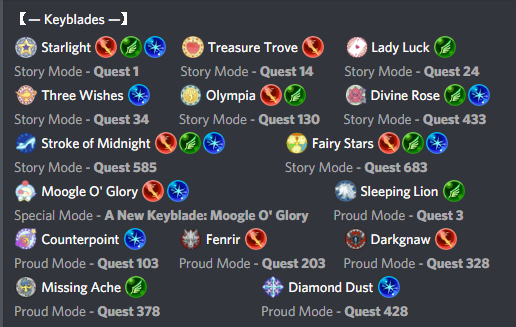 【— Keyblades —】
Starlight Treasure Trove Lady Luck
Story Mode - Quest 1 Story Mode - Quest 14 Story Mode - Quest 24
Three Wishes Olympia Divine Rose
Story Mode - Quest 34 Story Mode - Quest 130 Story Mode - Quest 433
Stroke of Midnight Fairy Stars
Story Mode - Quest 585 Story Mode - Quest 683
Moogle O' Glory Sleeping Lion
Special Mode - A New Keyblade: Moogle O' Glory Proud Mode - Quest 3
Counterpoint Fenrir Darkgnaw
Proud Mode - Quest 103 Proud Mode - Quest 203 Proud Mode - Quest 328
Missing Ache Diamond Dust
Proud Mode - Quest 378 Proud Mode - Quest 428